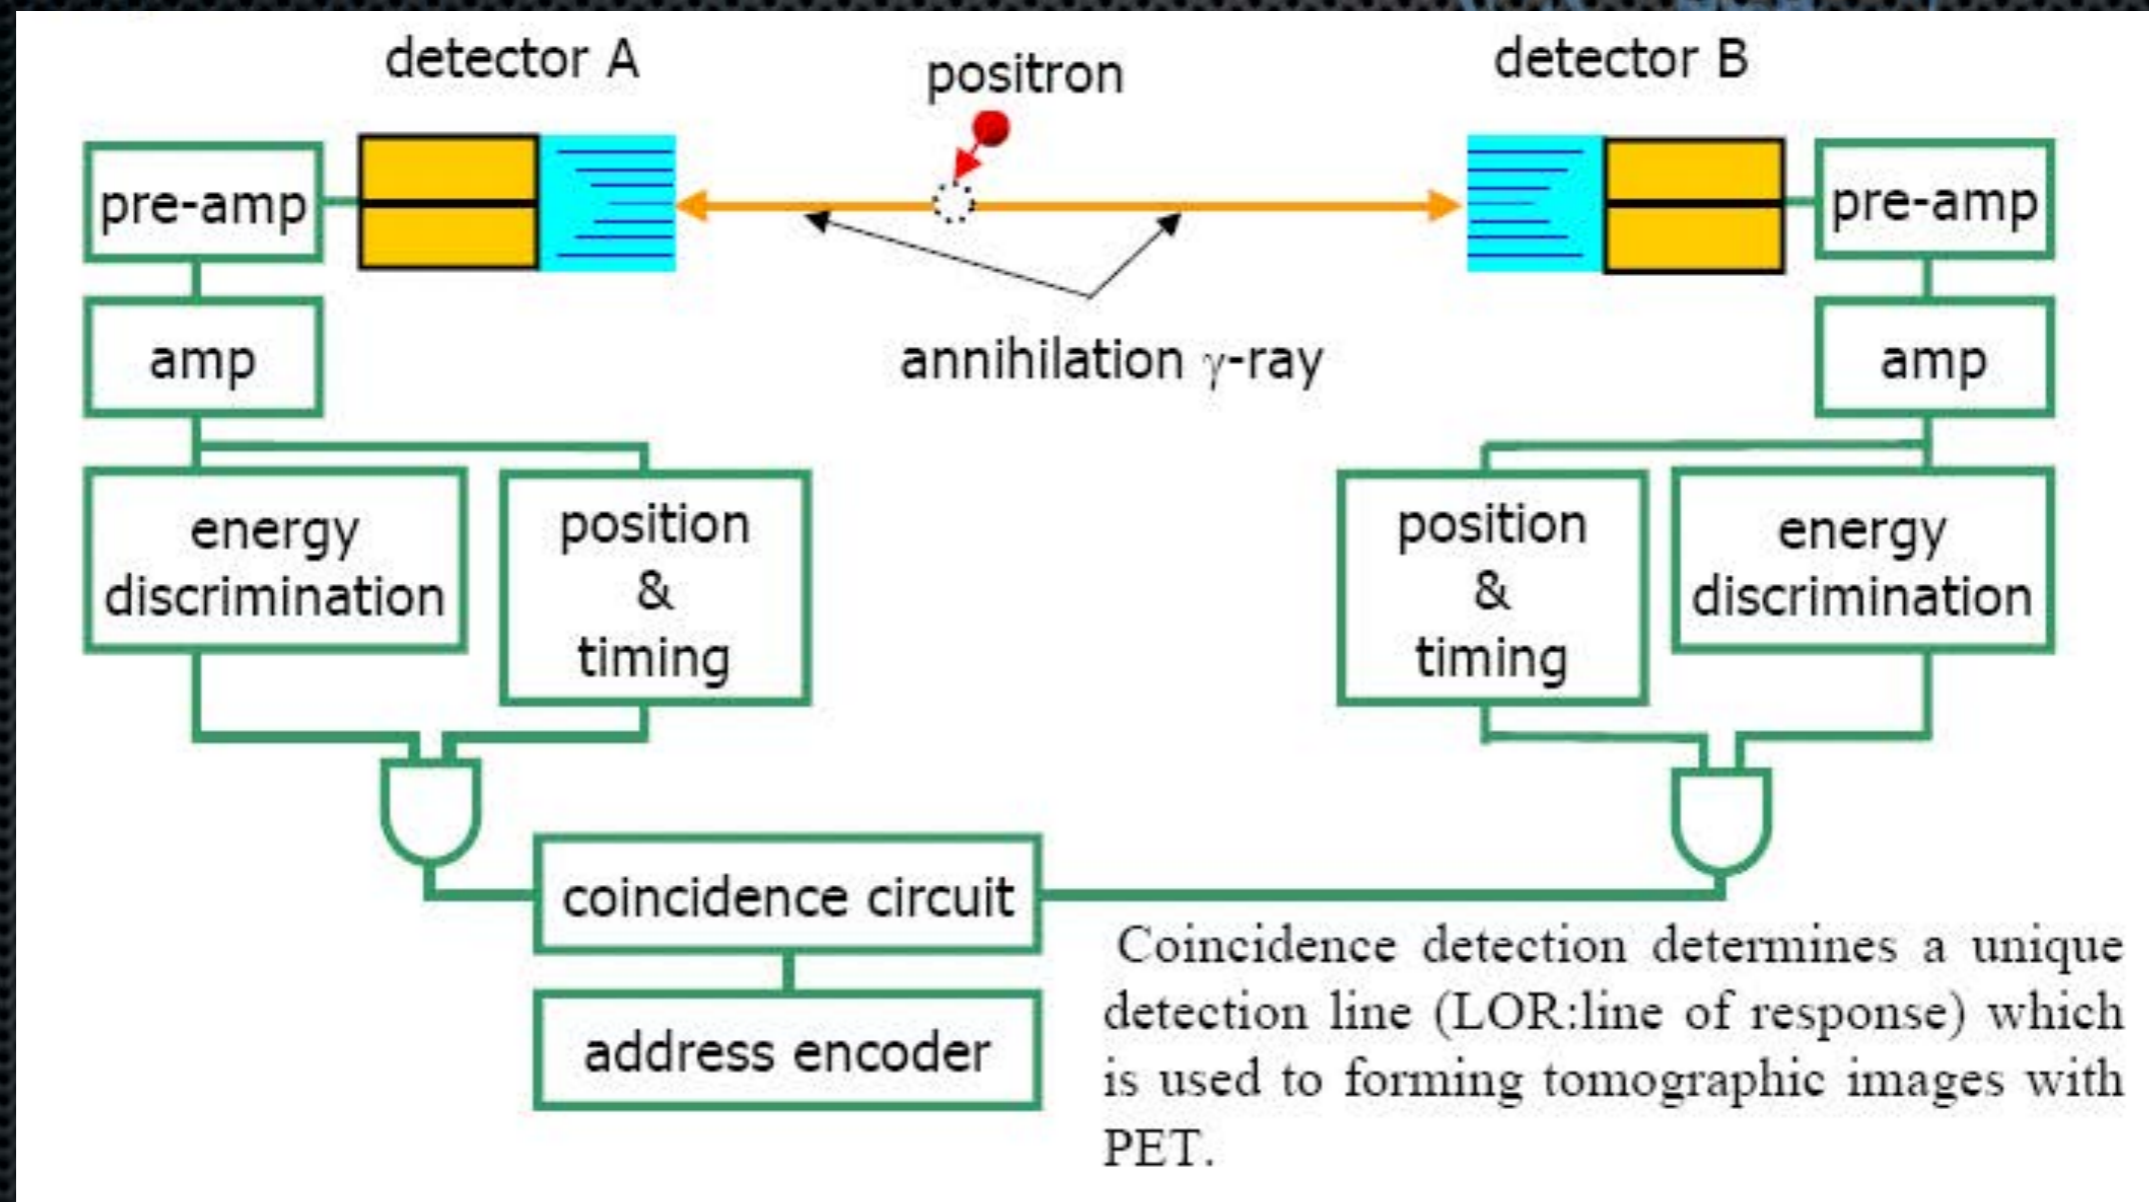 detector A
positron
detector B
pre-amp
pre-amp
amp
annihilation γ-ray
amp
energy
discrimination
position
&
timing
position
&
timing
energy
discrimination
coincidence circuit
address encoder
Coincidence detection determines a unique
detection line (LOR:line of response) which
is used to forming tomographic images with
PET.